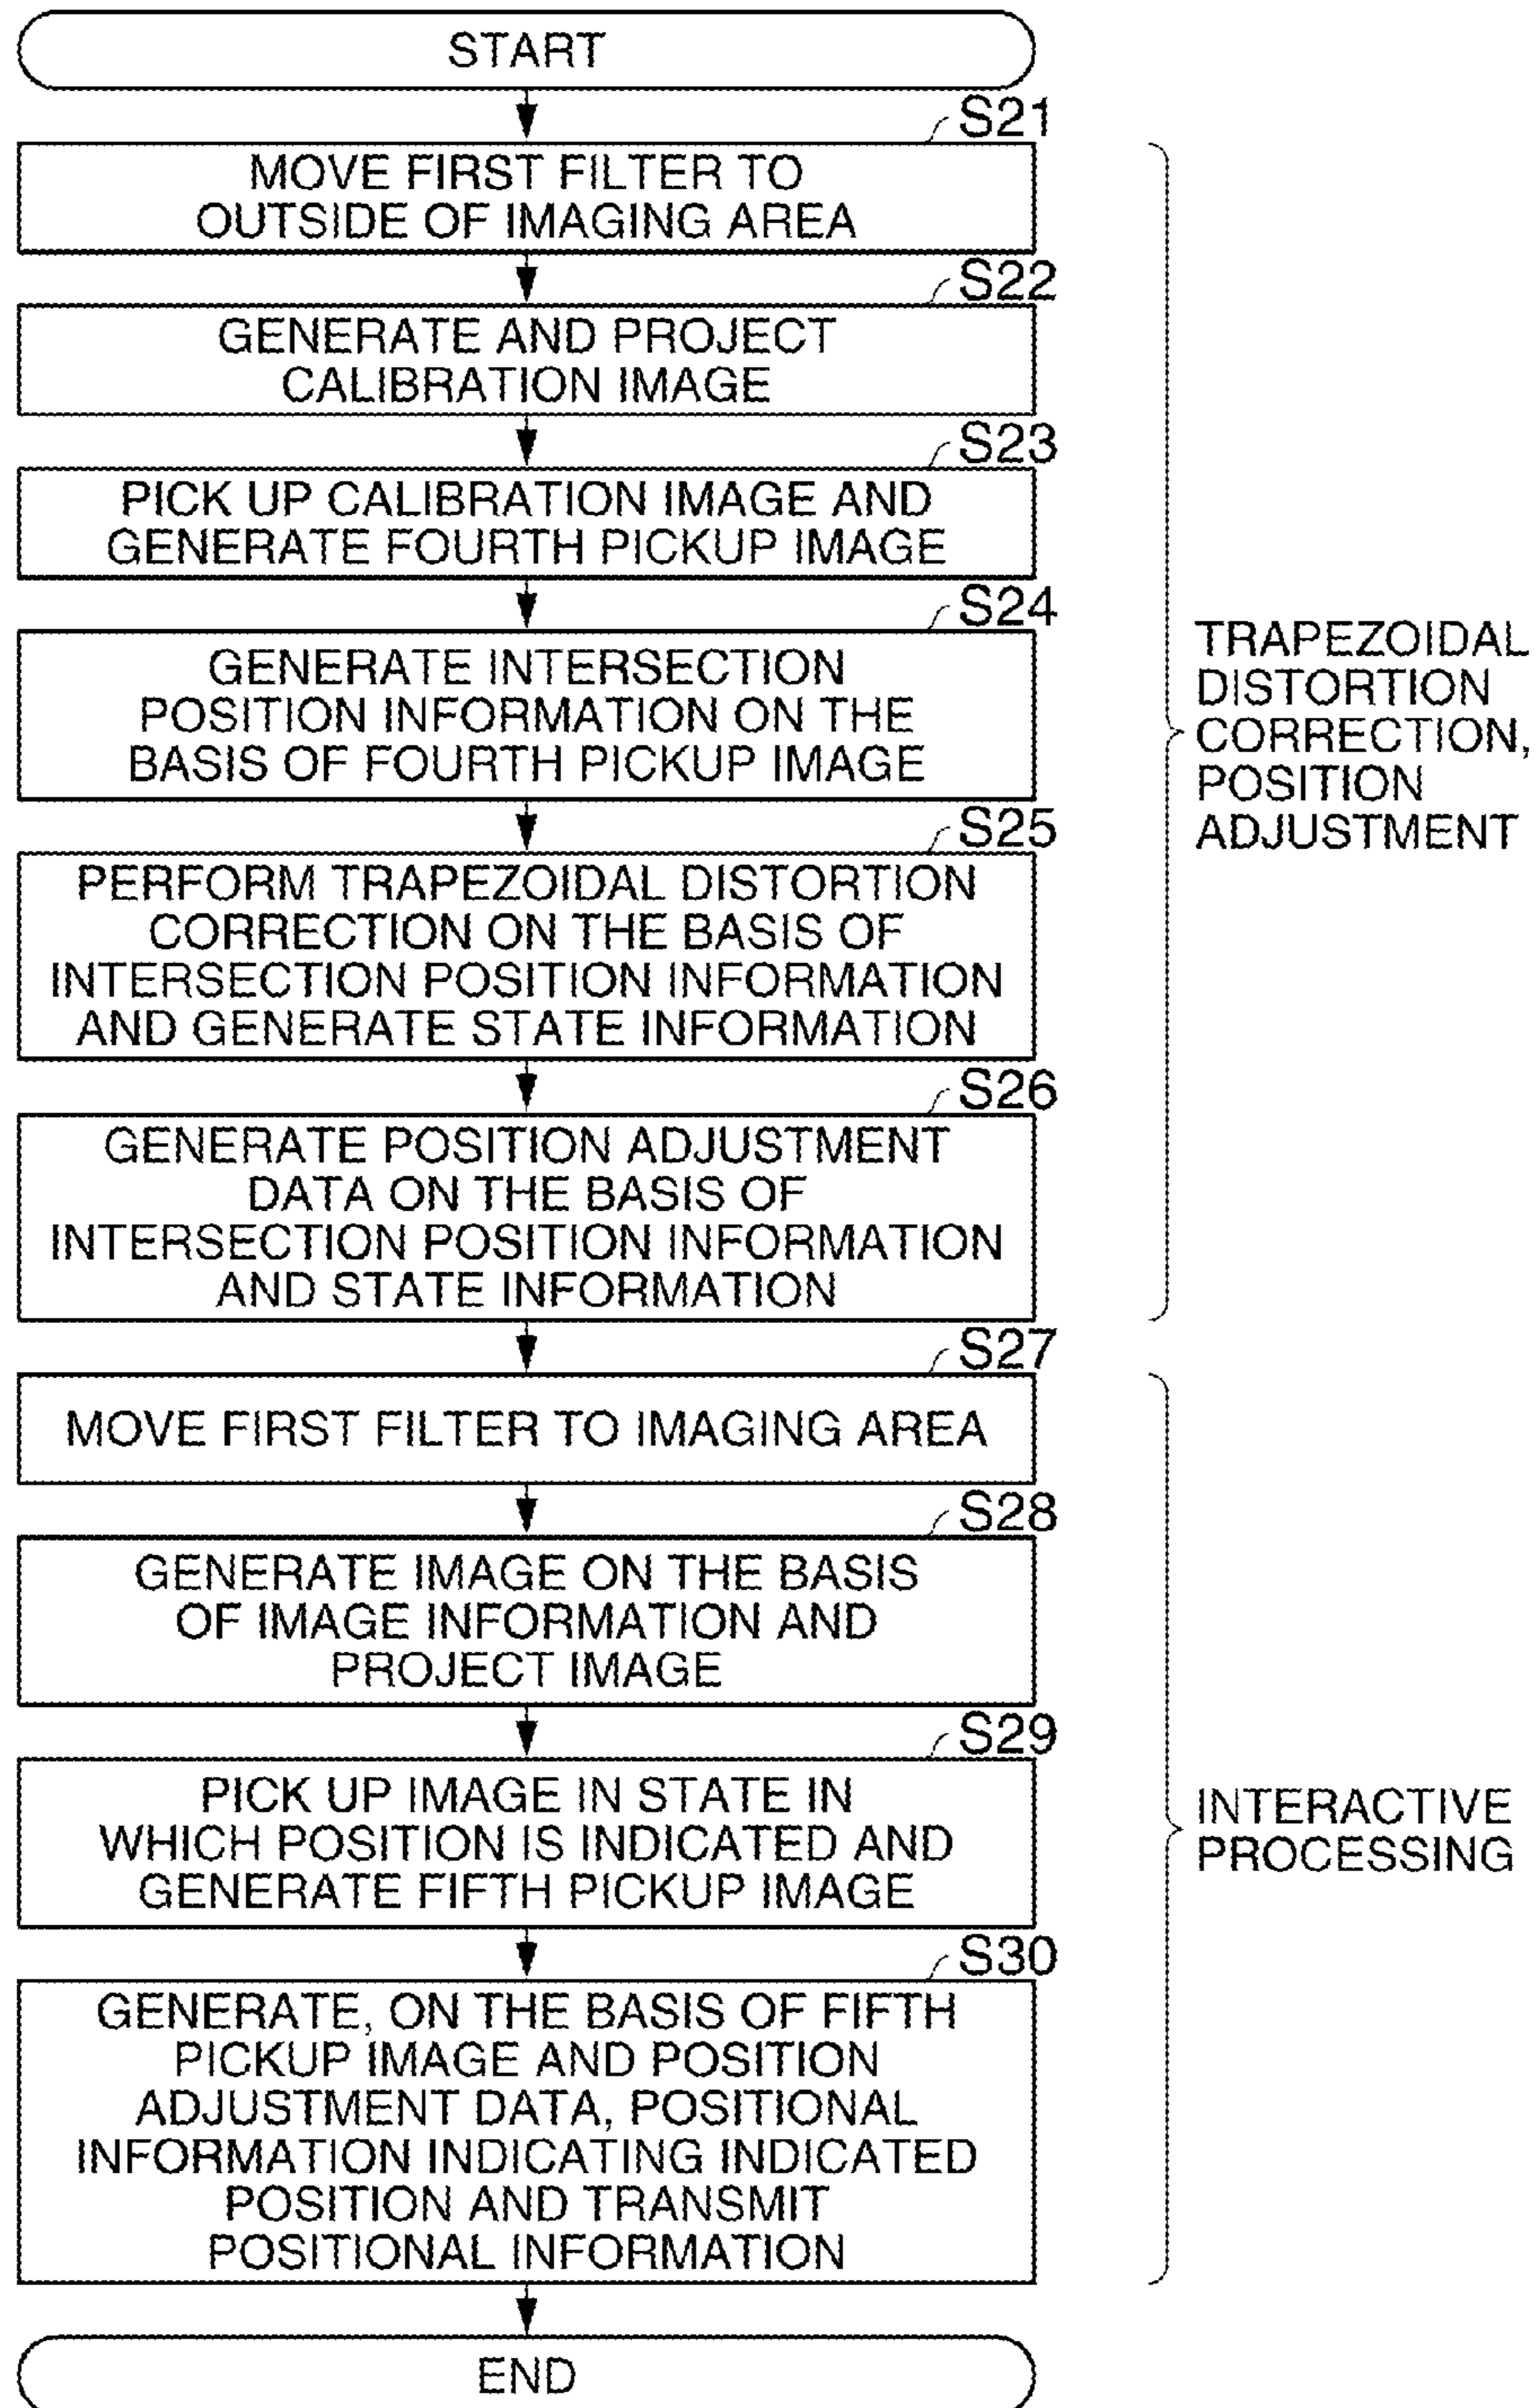 START
S21
MOVE FIRST FILTER TO
OUTSIDE OF IMAGING AREA
S22
GENERATE AND PROJECT
CALIBRATION IMAGE
S23
PICK UP CALIBRATION IMAGE AND
GENERATE FOURTH PICKUP IMAGE
S24
GENERATE INTERSECTION
POSITION INFORMATION ON THE
BASIS OF FOURTH PICKUP IMAGE
S25
PERFORM TRAPEZOIDAL DISTORTION
CORRECTION ON THE BASIS OF
INTERSECTION POSITION INFORMATION
AND GENERATE STATE INFORMATION
S26
GENERATE POSITION ADJUSTMENT
DATA ON THE BASIS OF
INTERSECTION POSITION INFORMATION
AND STATE INFORMATION
TRAPEZOIDAL
DISTORTION
CORRECTION,
POSITION
ADJUSTMENT
S27
MOVE FIRST FILTER TO IMAGING AREA
S28
GENERATE IMAGE ON THE BASIS
OF IMAGE INFORMATION AND
PROJECT IMAGE
S29
PICK UP IMAGE IN STATE IN
WHICH POSITION IS INDICATED AND
GENERATE FIFTH PICKUP IMAGE
S30
GENERATE, ON THE BASIS OF FIFTH
PICKUP IMAGE AND POSITION
ADJUSTMENT DATA, POSITIONAL
INFORMATION INDICATING INDICATED
POSITION AND TRANSMIT
POSITIONAL INFORMATION
INTERACTIVE
PROCESSING
END